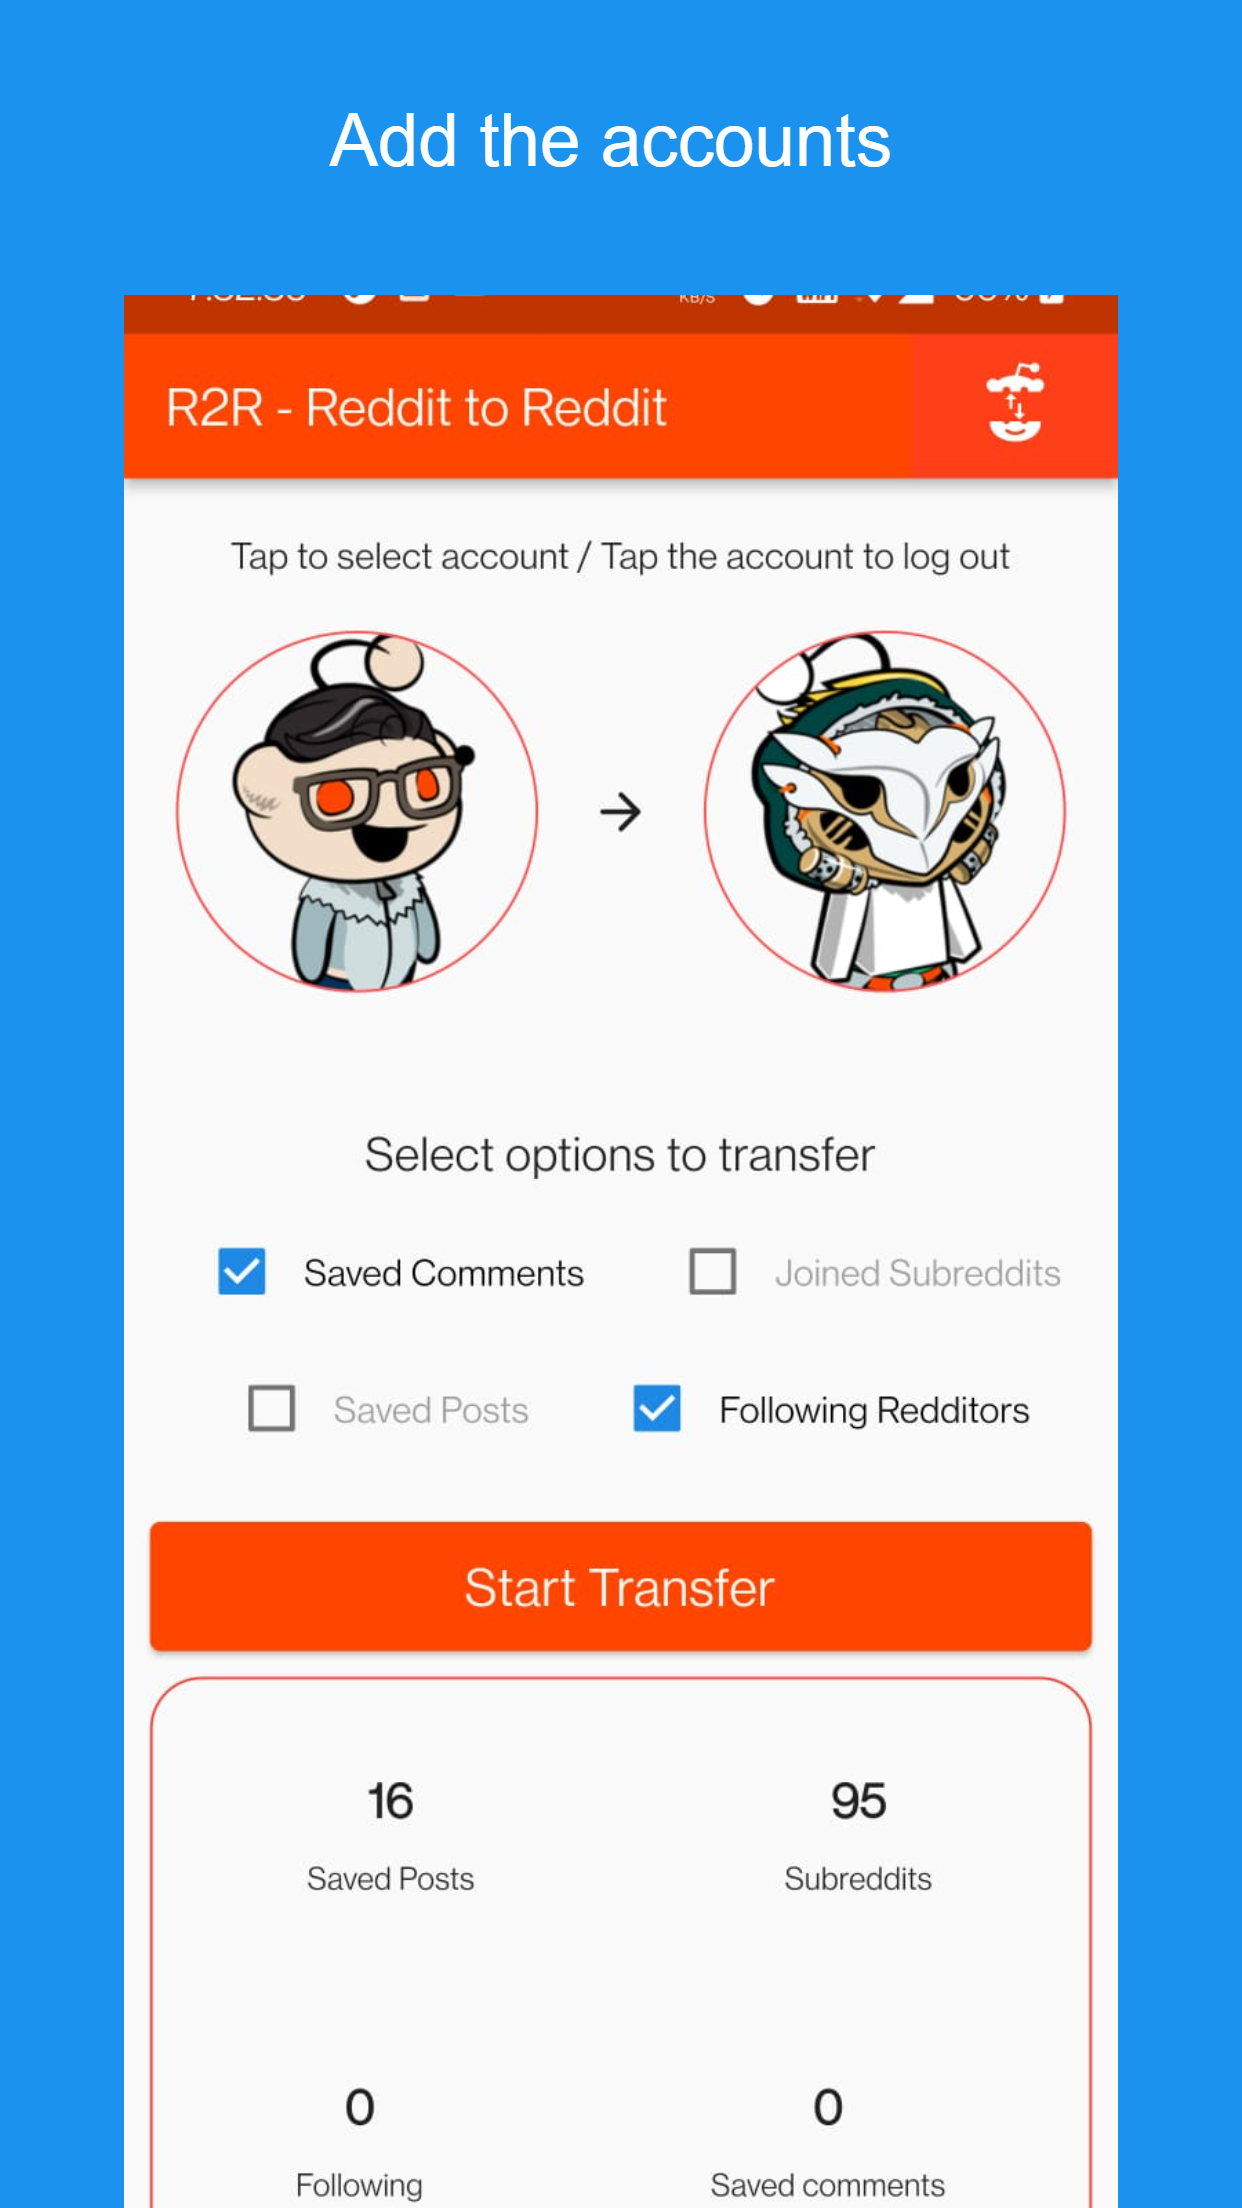 Add the accounts
KB/S
R2R - Reddit to Reddit
Tap to select account / Tap the account to log out
Select options to transfer
Saved Comments
Joined Subreddits
Saved Posts
Following Redditors
Start Transfer
16
95
Saved Posts
Subreddits
0
0
Following
Saved comments